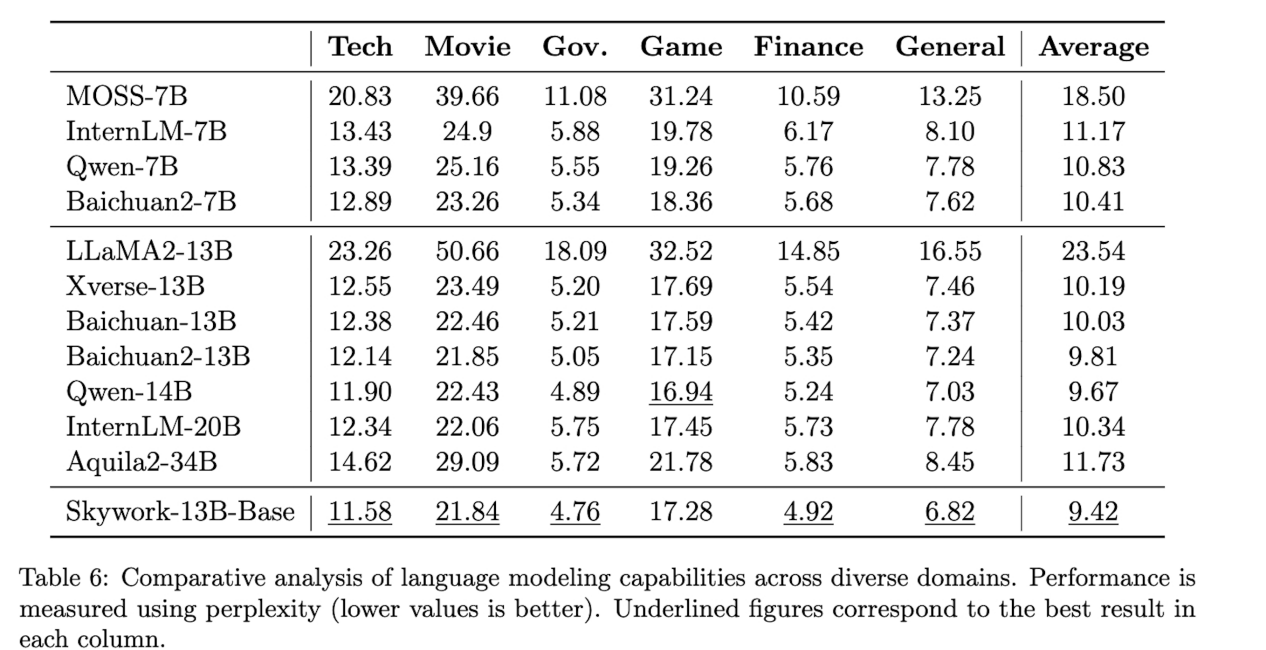 Tech Movie Gov. Game Finance General Average
MOSS-7B 20.83 39.66 11.08 31.24 10.59 13.25 18.50
InternLM-7B 13.43 24.9 5.88 19.78 6.17 8.10 11.17
Qwen-7B 13.39 25.16 5.55 19.26 5.76 7.78 10.83
Baichuan2-7B 12.89 23.26 5.34 18.36 5.68 7.62 10.41
LLaMA2-13B 23.26 50.66 18.09 32.52 14.85 16.55 23.54
Xverse-13B 12.55 23.49 5.20 17.69 5.54 7.46 10.19
Baichuan-13B 12.38 22.46 5.21 17.59 5.42 7.37 10.03
Baichuan2-13B 12.14 21.85 5.05 17.15 5.35 7.24 9.81
Qwen-14B 11.90 22.43 4.89 16.94 5.24 7.03 9.67
InternLM-20B 12.34 22.06 5.75 17.45 5.73 7.78 10.34
Aquila2-34B 14.62 29.09 5.72 21.78 5.83 8.45 11.73
Skywork-13B-Base 11.58 21.84 4.76 17.28 4.92 6.82 9.42
Table 6: Comparative analysis of language modeling capabilities across diverse domains. Performance is
measured using perplexity (lower values is better). Underlined figures correspond to the best result in
each column.